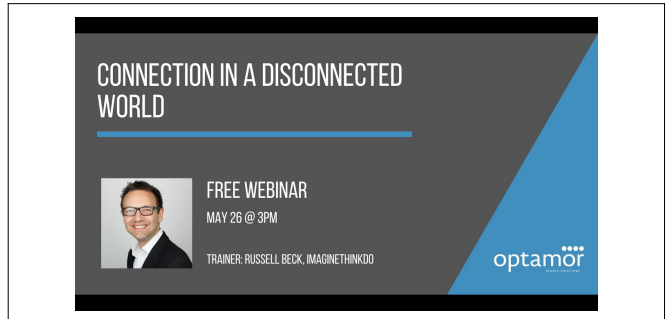 CONNECTION IN A DISCONNECTED
WORLD
FREE WEBINAR
MAY 26 @ 3PM
TRAINER: RUSSELL BECK, IMAGINETHINKDO
optamor